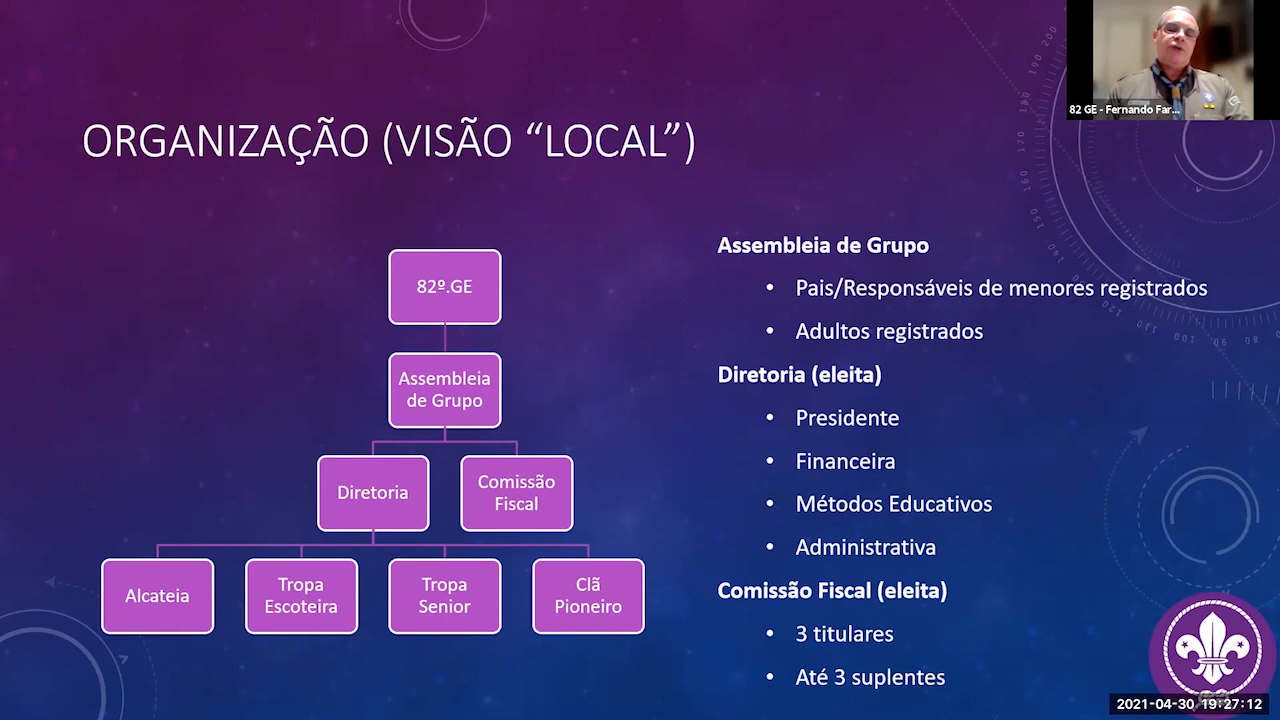 82 GE - Fernando Far...
ORGANIZAÇÃO (VISÃO “LOCAL”)
82º.GE
Assembleia
de Grupo
Diretoria
Comissão
Fiscal
Alcateia
Tropa
Escoteira
Tropa
Senior
Clã
Pioneiro
Assembleia de Grupo
• Pais/Responsáveis de menores registrados
• Adultos registrados
Diretoria (eleita)
• Presidente
• Financeira
• Métodos Educativos
• Administrativa
Comissão Fiscal (eleita)
• 3 titulares
• Até 3 suplentes
2021-04-30 19:27:12